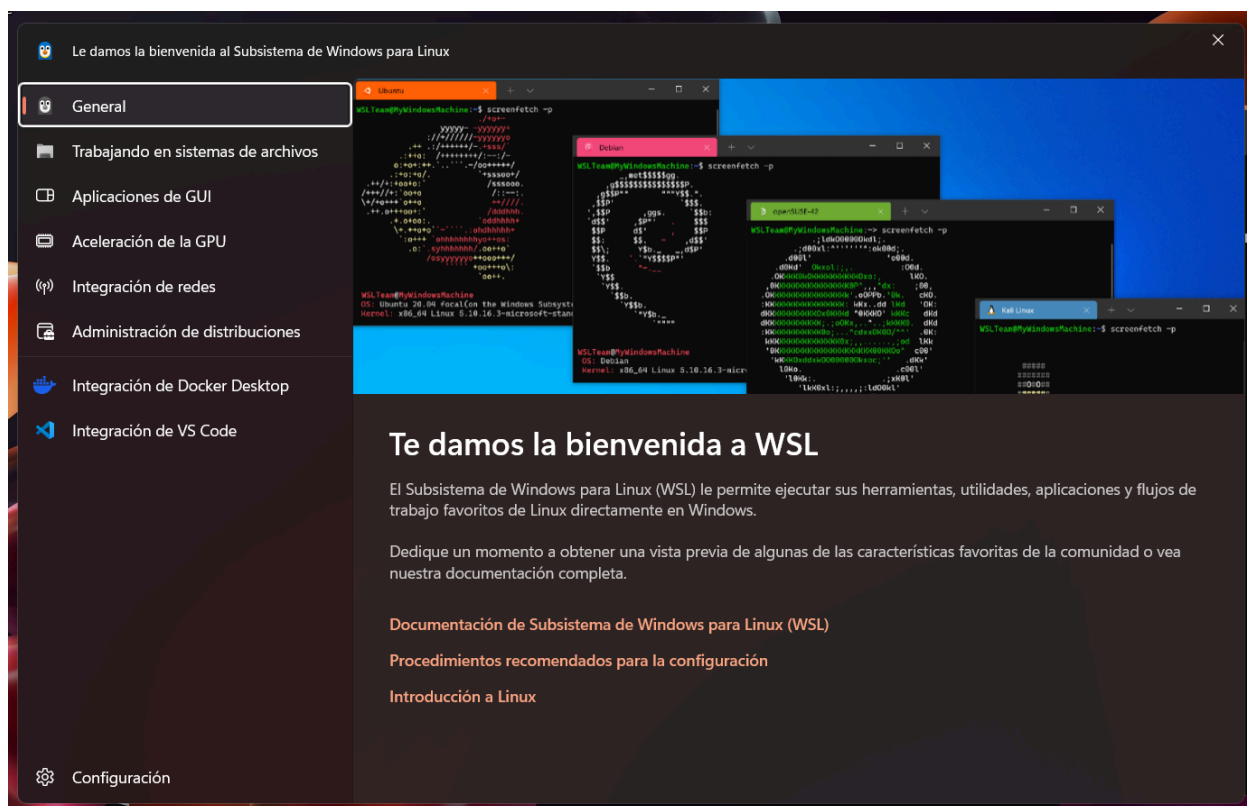 Le damos la bienvenida al Subsistema de Windows para Linux
General
Trabajando en sistemas de archivos
Aplicaciones de GUI
Aceleración de la GPU
Integración de redes
Administración de distribuciones
Integración de Docker Desktop
Integración de VS Code
Configuración
Ubuntu
WSLTeam@MyWindowsMachine:~$ screenfetch -p
WSLTeam@MyWindowsMachine
OS: Ubuntu 20.04 focal(on the Windows Subsyst
Kernel: x86_64 Linux 5.10.16.3-microsoft-stan
Debian
WSLTeam@MyWindowsMachine:~$ screenfetch -p
WSLTeam@MyWindowsMachine
OS: Debian
Kernel: x86_64 Linux 5.10.16.3-micr
openSUSE-42
WSLTeam@MyWindowsMachine:~> screenfetch -p
Kali Linux
WSLTeam@MyWindowsMachine:~$ screenfetch -p
Te damos la bienvenida a WSL
El Subsistema de Windows para Linux (WSL) le permite ejecutar sus herramientas, utilidades, aplicaciones y flujos de
trabajo favoritos de Linux directamente en Windows.
Dedique un momento a obtener una vista previa de algunas de las características favoritas de la comunidad o vea
nuestra documentación completa.
Documentación de Subsistema de Windows para Linux (WSL)
Procedimientos recomendados para la configuración
Introducción a Linux